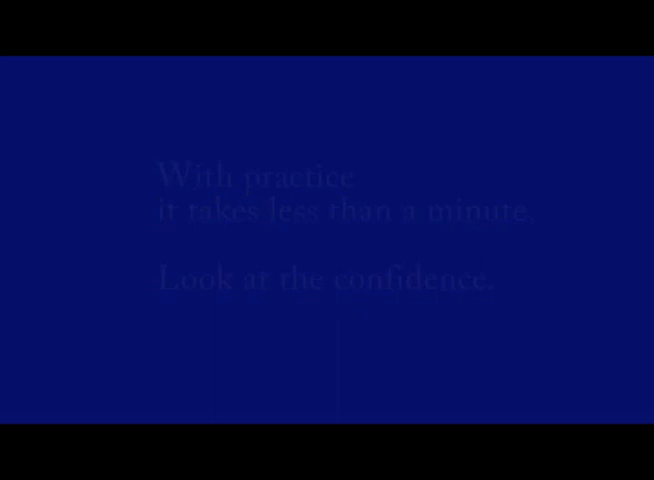 With practice
it takes less than a minute.
Look at the confidence.